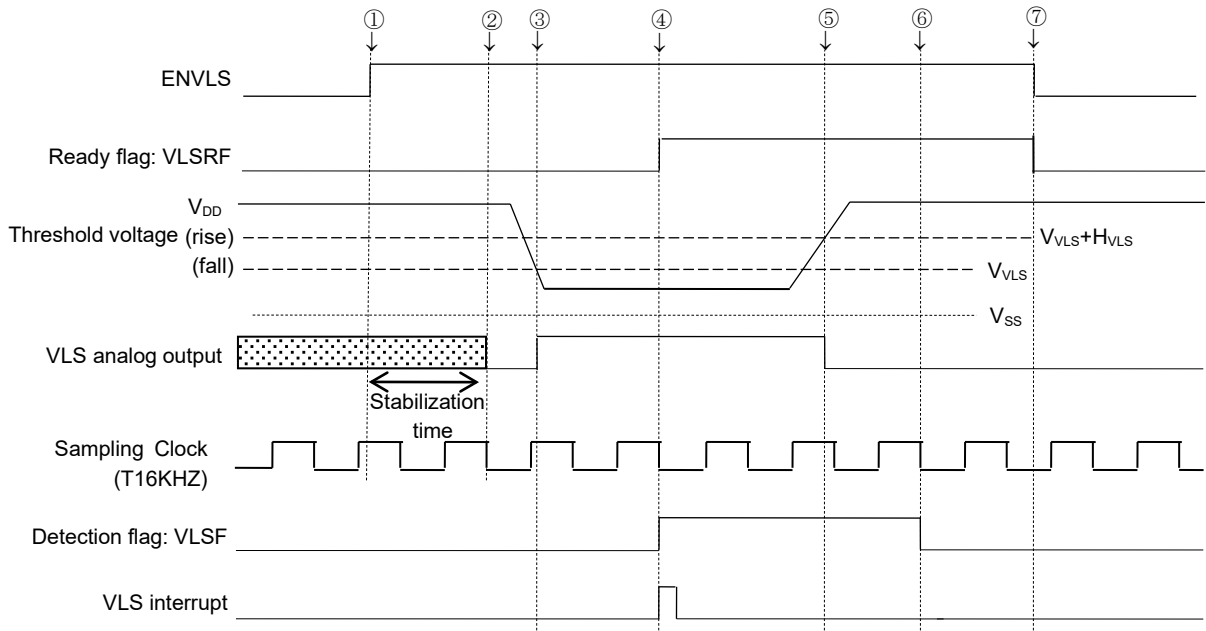 ① ② ③ ④ ⑤ ⑥ ⑦
ENVLS
Ready flag: VLSRF
VDD
Threshold voltage (rise)
(fall)
VVLS+HVLS
VVLS
VSS
VLS analog output
Stabilization
time
Sampling Clock
(T16KHZ)
Detection flag: VLSF
VLS interrupt